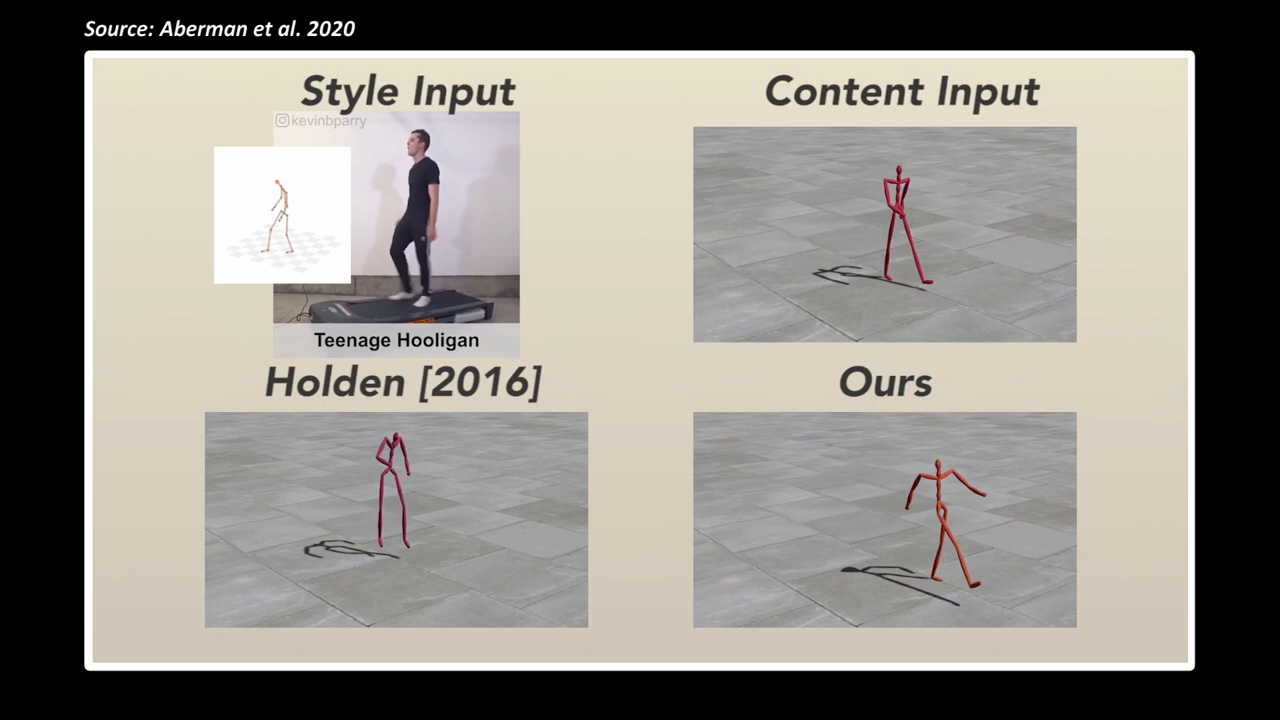 Source: Aberman et al. 2020
Style Input
Content Input
kevinbparry
Teenage Hooligan
Holden [2016]
Ours